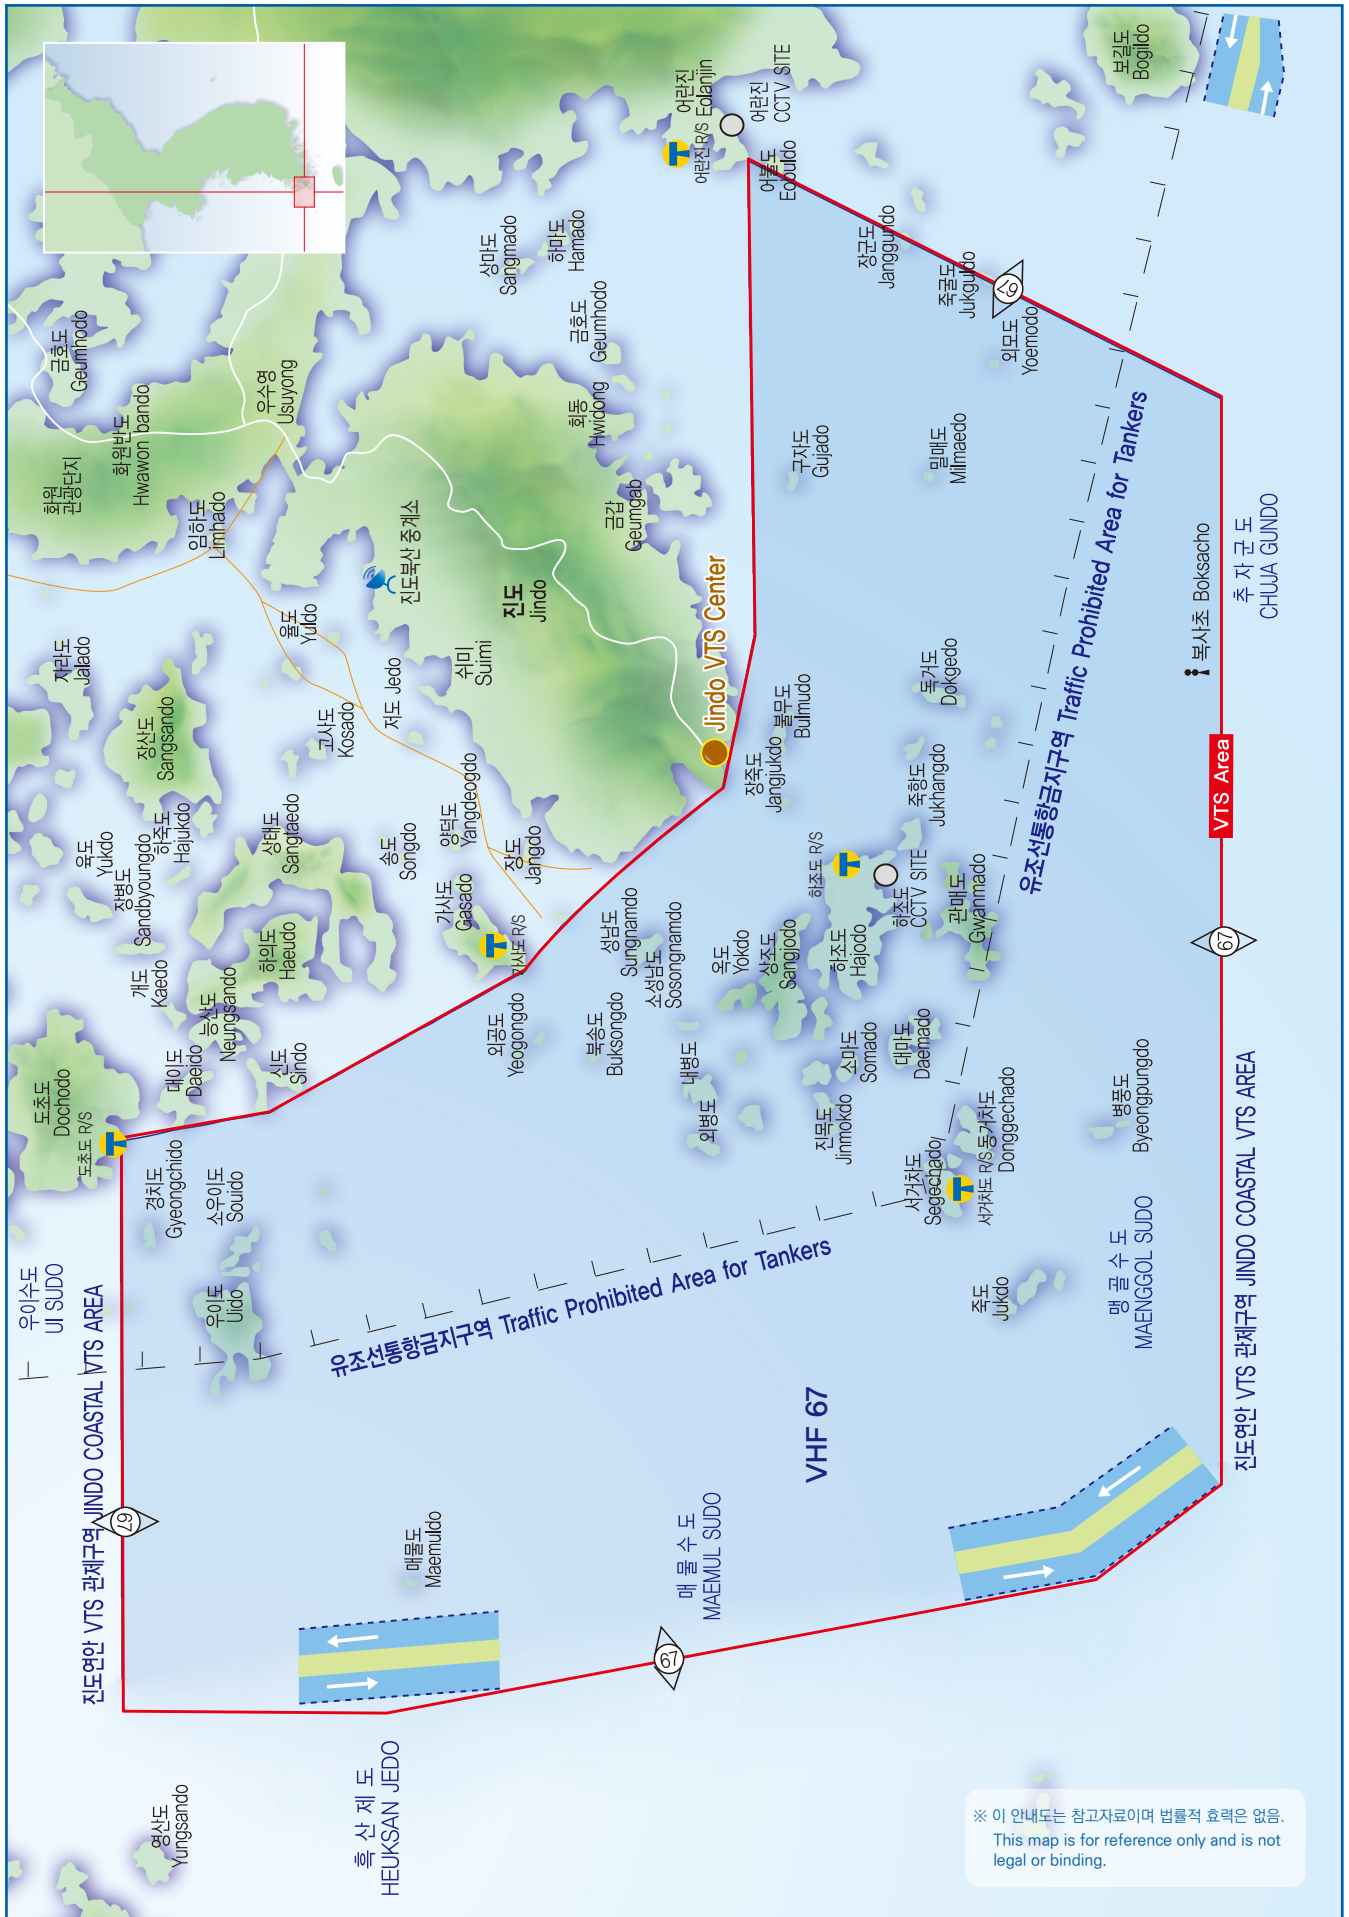 보길도
Bogildo
어란진
Eolanjin
어란진 R/S
어란진
CCTV SITE
어불도
Eobuldo
상마도
Sangmado
하마도
Hamado
장군도
Janggundo
죽굴도
Jukguldo
67
외모도
Yoemodo
금호도
Geumhodo
금호도
Geumhodo
우수영
Usuyong
화원반도
Hwawon bando
화원
관광단지
회동
Hwidong
구자도
Gujado
밀매도
Milmaedo
임하도
Limhado
금갑
Geumgab
진도북산 중계소
진도
Jindo
Jindo VTS Center
유조선통항금지구역 Traffic Prohibited Area for Tankers
복사초 Boksacho
추 자 군 도
CHUJA GUNDO
율도
Yuldo
자라도
Jalado
쉬미
Suimi
저도 Jedo
고사도
Kosado
장산도
Sangsando
불무도
Bulmudo
장죽도
Jangjukdo
독거도
Dokgedo
죽항도
Jukhangdo
VTS Area
육도
Yukdo
하죽도
Hajukdo
장병도
Sandbyoungdo
상태도
Sangtaedo
송도
Songdo
양덕도
Yangdeogdo
장도
Jangdo
가사도
Gasado
가사도 R/S
하조도 R/S
하조도
CCTV SITE
관매도
Gwanmado
67
개도
Kaedo
하의도
Haeudo
능산도
Neungsando
성남도
Sungnamdo
소성남도
Sosongnamdo
옥도
Yokdo
상조도
Sangjodo
하조도
Hajodo
외공도
Yeogongdo
북송도
Buksongdo
내병도
외병도
소마도
Somado
대마도
Daemado
진목도
Jinmokdo
도초도
Dochodo
도초도 R/S
대이도
Daeido
신도
Sindo
경치도
Gyeongchido
소우이도
Souido
우이도
Uido
서거차도
Segechado
서거차도 R/S
동거차도
Donggechado
병풍도
Byeongpungdo
죽도
Jukdo
맹 골 수 도
MAENGGOL SUDO
진도연안 VTS 관제구역 JINDO COASTAL VTS AREA
우이수도
UI SUDO
진도연안 VTS 관제구역 JINDO COASTAL VTS AREA
유조선통항금지구역 Traffic Prohibited Area for Tankers
VHF 67
67
매물도
Maemuldo
매 물 수 도
MAEMUL SUDO
67
흑 산 제 도
HEUKSAN JEDO
영산도
Yungsando
※ 이 안내도는 참고자료이며 법률적 효력은 없음.
This map is for reference only and is not
legal or binding.